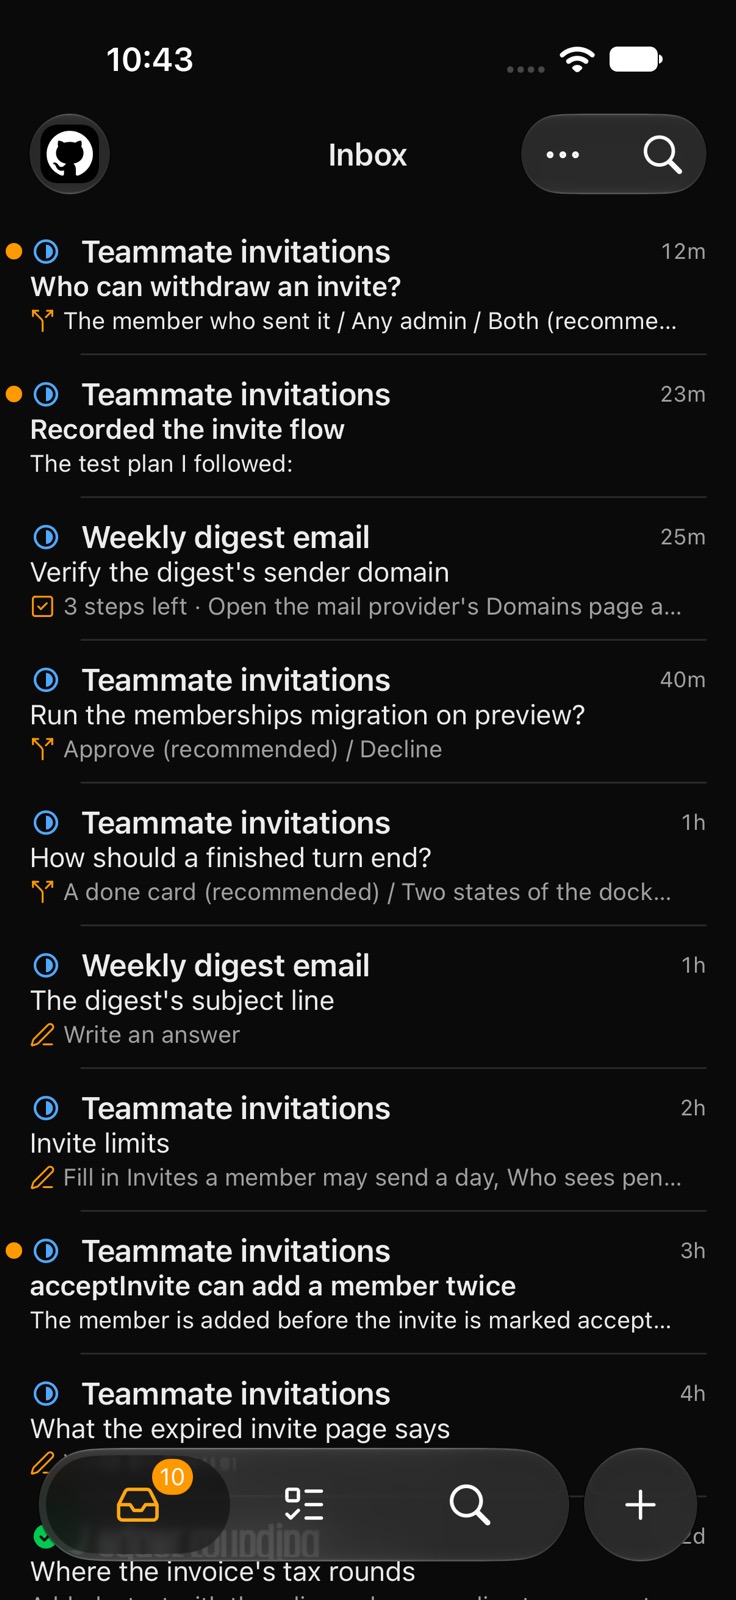 10:43
Inbox
Teammate invitations 12m
Who can withdraw an invite?
The member who sent it / Any admin / Both (recomme...
Teammate invitations 23m
Recorded the invite flow
The test plan I followed:
Weekly digest email 25m
Verify the digest's sender domain
3 steps left · Open the mail provider's Domains page a...
Teammate invitations 40m
Run the memberships migration on preview?
Approve (recommended) / Decline
Teammate invitations 1h
How should a finished turn end?
A done card (recommended) / Two states of the dock...
Weekly digest email 1h
The digest's subject line
Write an answer
Teammate invitations 2h
Invite limits
Fill in Invites a member may send a day, Who sees pen...
Teammate invitations 3h
acceptInvite can add a member twice
The member is added before the invite is marked accept...
Teammate invitations 4h
What the expired invite page says
10
2d
Where the invoice's tax rounds